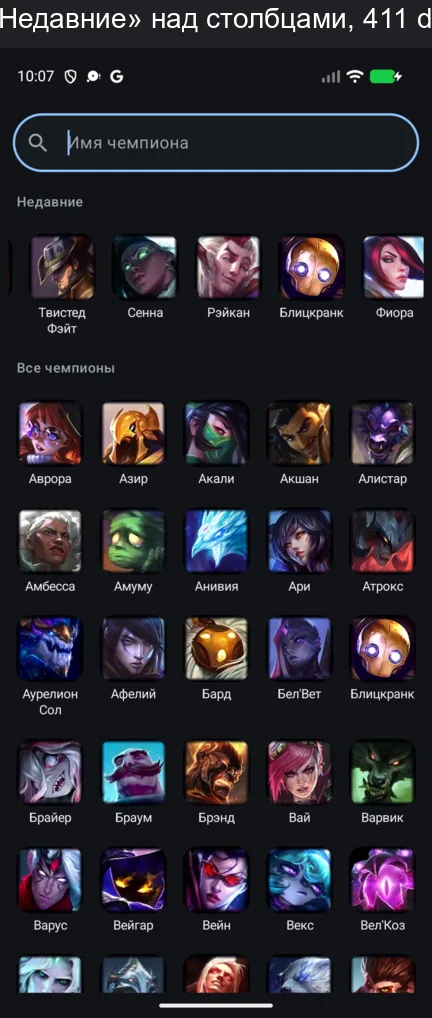 Недавние» над столбцами, 411 d
10:07
Имя чемпиона
Недавние
Твистед Фэйт
Сенна
Рэйкан
Блицкранк
Фиора
Все чемпионы
Аврора
Азир
Акали
Акшан
Алистар
Амбесса
Амуму
Анивия
Ари
Атрокс
Аурелион Сол
Афелий
Бард
Бел'Вет
Блицкранк
Брайер
Браум
Брэнд
Вай
Варвик
Варус
Вейгар
Вейн
Векс
Вел'Коз